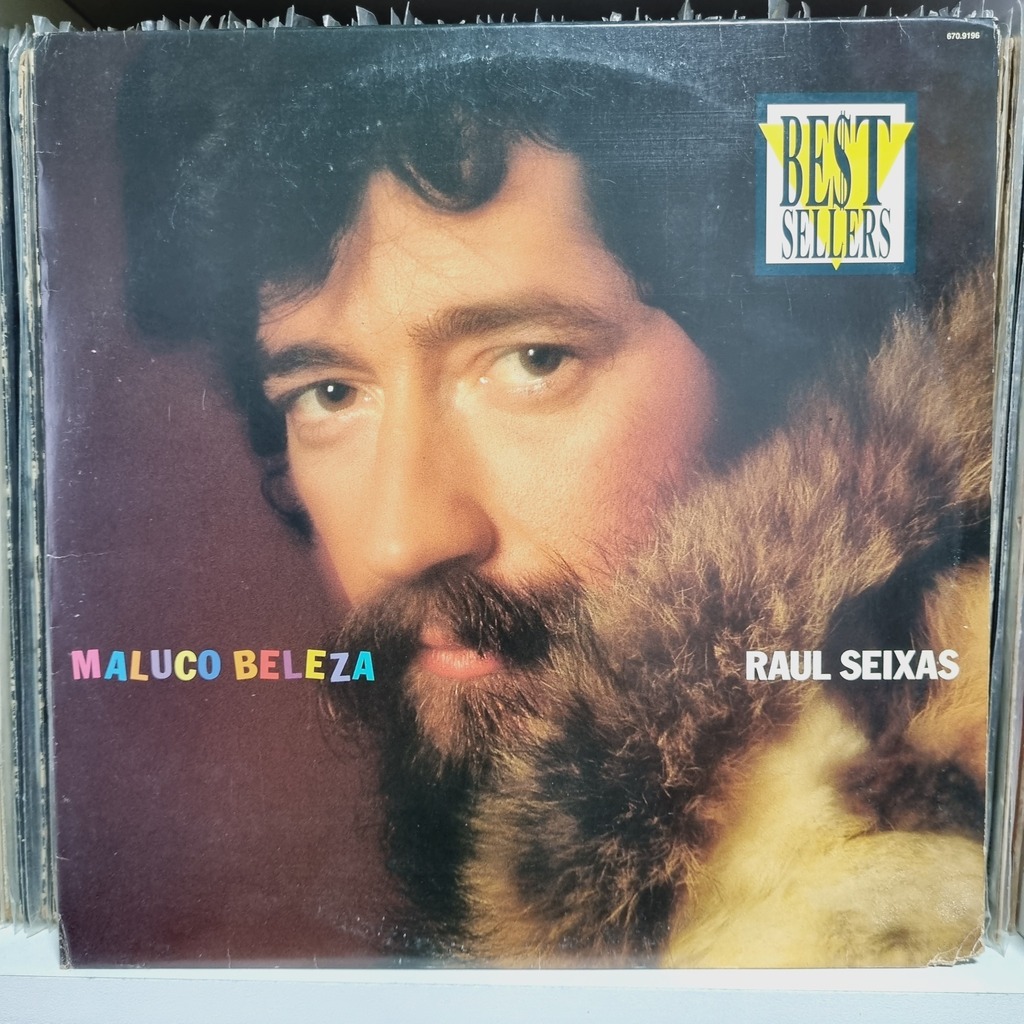 670.9196
BE$T
SELLERS
MALUCO BELEZA
RAUL SEIXAS